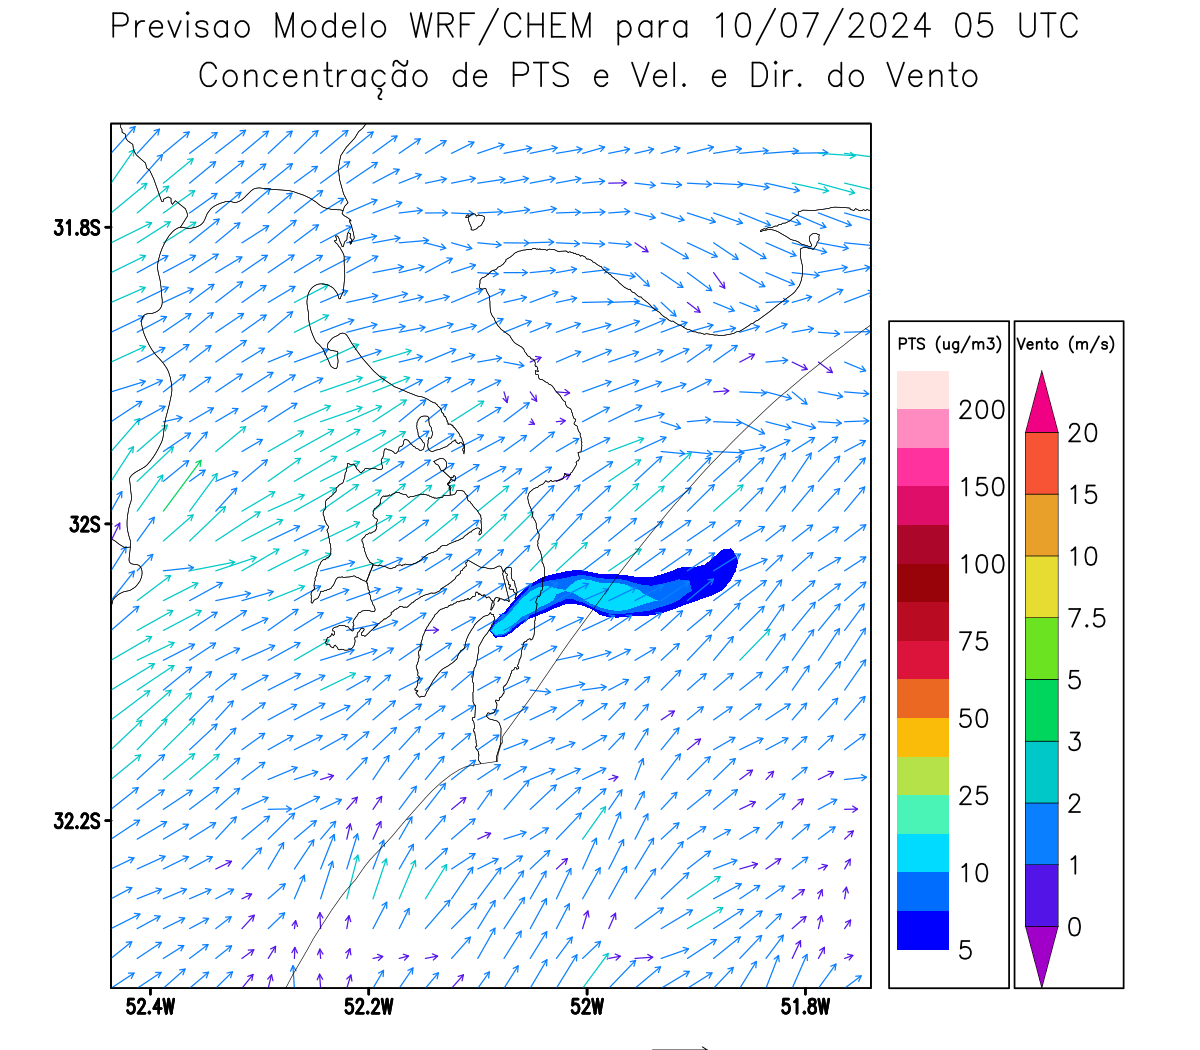 Previsao Modelo WRF/CHEM para 10/07/2024 05 UTC
Concentração de PTS e Vel. e Dir. do Vento
31.8S
32S
32.2S
52.4W
52.2W
52W
51.8W
PTS (ug/m3)
200
150
100
75
50
25
10
5
Vento (m/s)
20
15
10
7.5
5
3
2
1
0